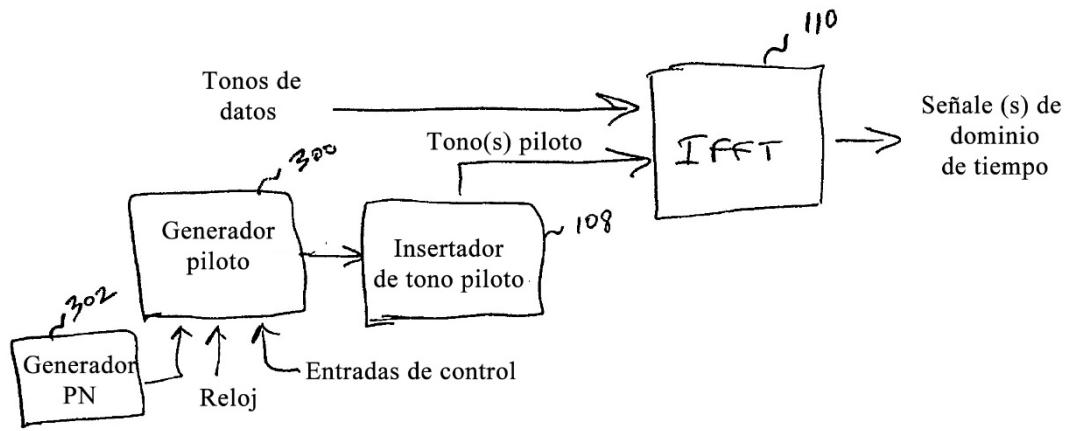 110
Tonos de
datos
Señale (s) de
dominio
de tiempo
IFFT
Tono(s) piloto
300
Generador
piloto
108
Insertador
de tono piloto
302
Generador
PN
Reloj
Entradas de control